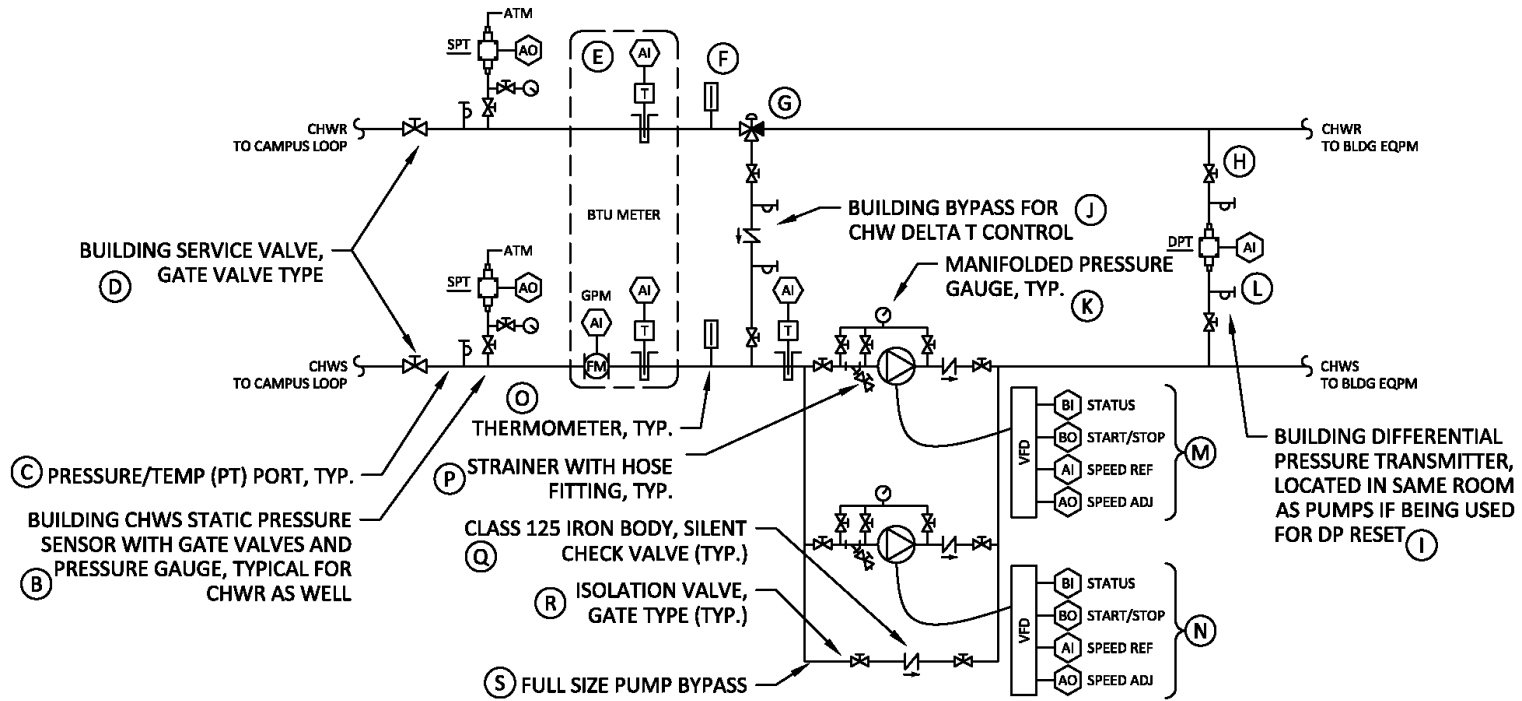 ATM
SPT
AO
E
AI
T
F
G
CHWR
TO CAMPUS LOOP
CHWR
TO BLDG EQPM
H
BTU METER
BUILDING BYPASS FOR
CHW DELTA T CONTROL
J
DPT
AI
BUILDING SERVICE VALVE,
GATE VALVE TYPE
D
ATM
SPT
AO
GPM
AI
AI
T
AI
T
MANIFOLDED PRESSURE
GAUGE, TYP.
K
L
FM
CHWS
TO CAMPUS LOOP
CHWS
TO BLDG EQPM
O
THERMOMETER, TYP.
C
PRESSURE/TEMP (PT) PORT, TYP.
P
STRAINER WITH HOSE
FITTING, TYP.
VFD
BI STATUS
BO START/STOP
AI SPEED REF
AO SPEED ADJ
M
BUILDING DIFFERENTIAL
PRESSURE TRANSMITTER,
LOCATED IN SAME ROOM
AS PUMPS IF BEING USED
FOR DP RESET
I
BUILDING CHWS STATIC PRESSURE
SENSOR WITH GATE VALVES AND
PRESSURE GAUGE, TYPICAL FOR
CHWR AS WELL
B
CLASS 125 IRON BODY, SILENT
CHECK VALVE (TYP.)
Q
R
ISOLATION VALVE,
GATE TYPE (TYP.)
VFD
BI STATUS
BO START/STOP
AI SPEED REF
AO SPEED ADJ
N
S
FULL SIZE PUMP BYPASS